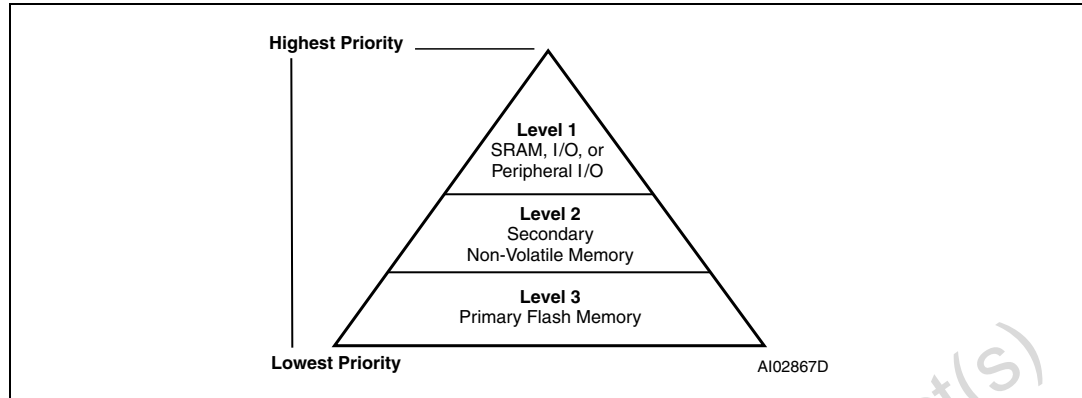 Highest Priority
Level 1
SRAM, I/O, or
Peripheral I/O
Level 2
Secondary
Non-Volatile Memory
Level 3
Primary Flash Memory
Lowest Priority
AI02867D